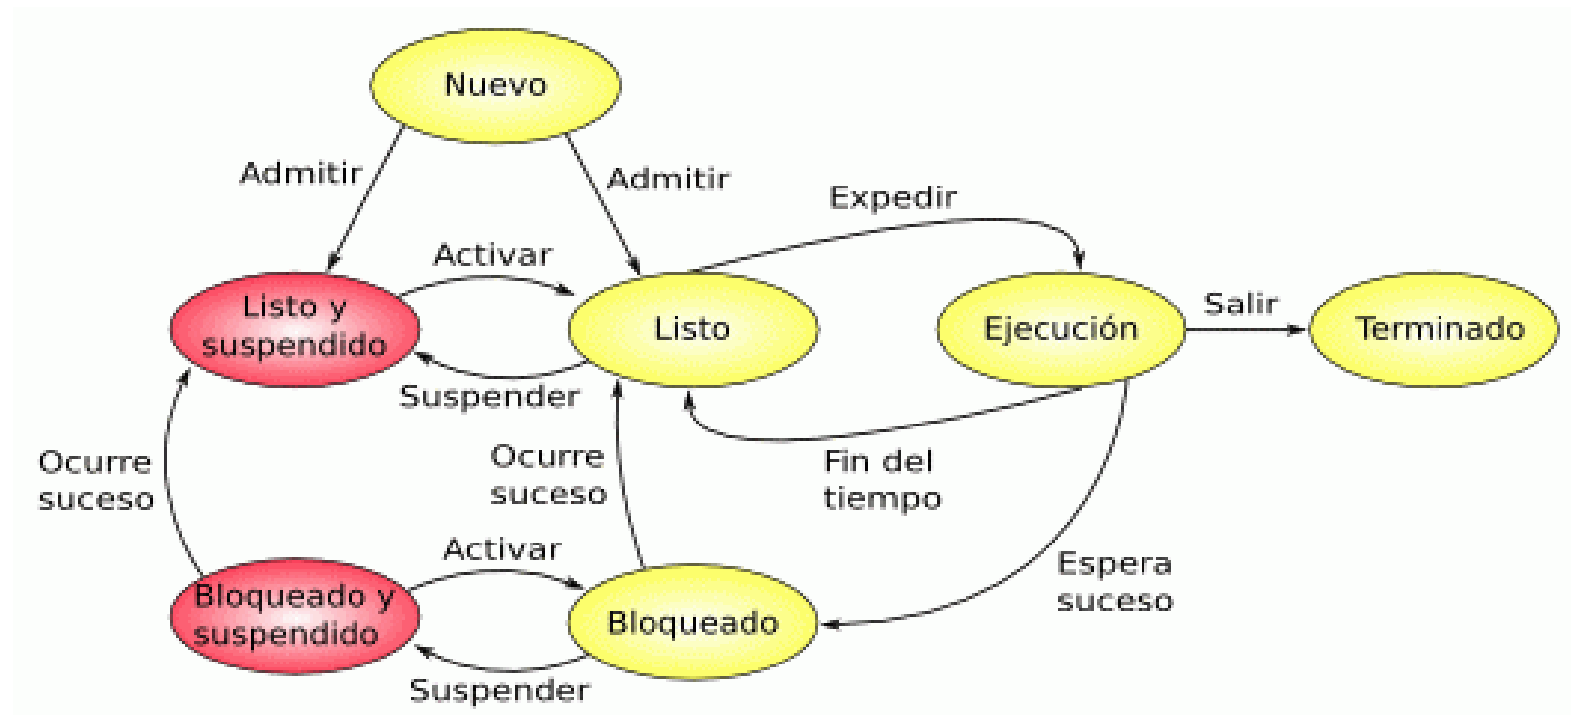 Nuevo
Admitir
Admitir
Expedir
Activar
Listo y
suspendido
Listo
Ejecución
Salir
Terminado
Suspender
Ocurre
suceso
Ocurre
suceso
Fin del
tiempo
Activar
Espera
suceso
Bloqueado y
suspendido
Bloqueado
Suspender